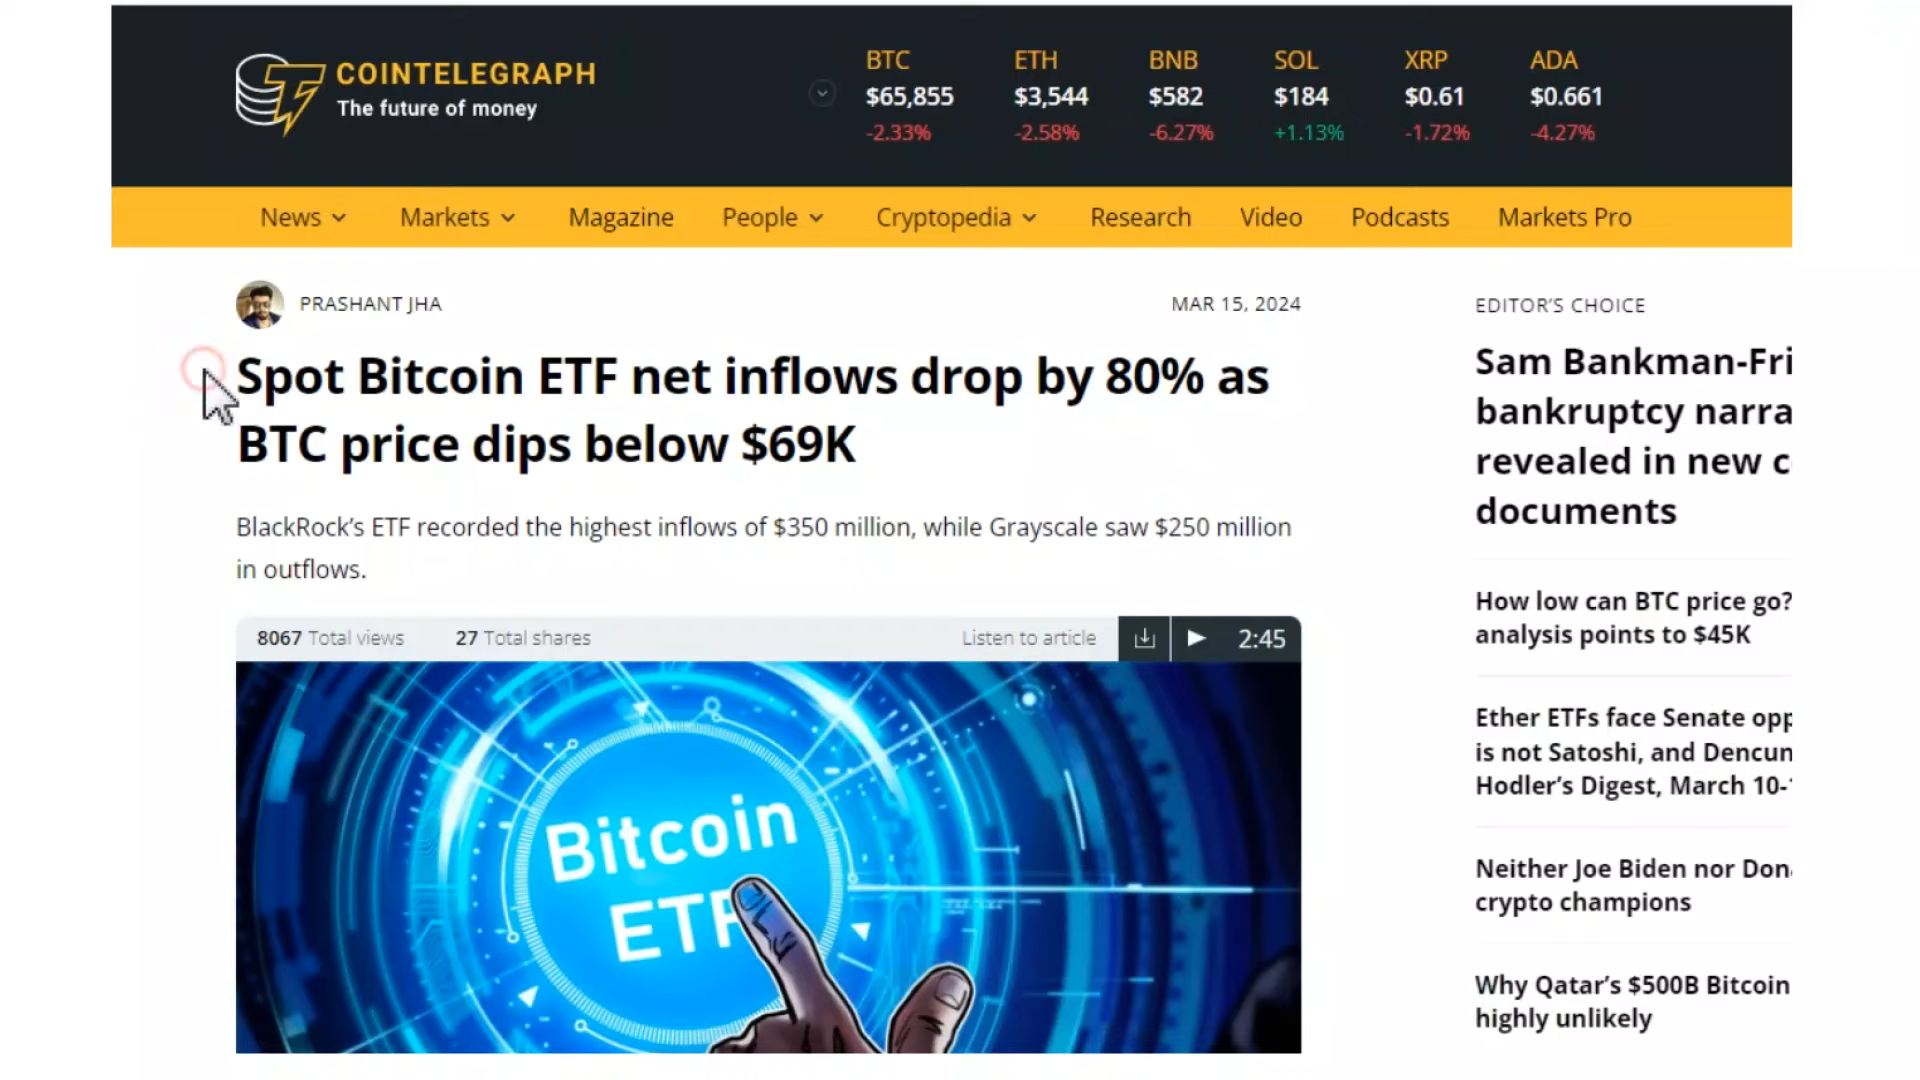 COINTELEGRAPH
The future of money
BTC ETH BNB SOL XRP ADA
$65,855 $3,544 $582 $184 $0.61 $0.661
-2.33% -2.58% -6.27% +1.13% -1.72% -4.27%
News Markets Magazine People Cryptopedia Research Video Podcasts Markets Pro
PRASHANT JHA MAR 15, 2024
Spot Bitcoin ETF net inflows drop by 80% as
BTC price dips below $69K
BlackRock’s ETF recorded the highest inflows of $350 million, while Grayscale saw $250 million
in outflows.
8067 Total views 27 Total shares Listen to article 2:45
Bitcoin
ETF
EDITOR’S CHOICE
Sam Bankman-Fri
bankruptcy narra
revealed in new c
documents
How low can BTC price go?
analysis points to $45K
Ether ETFs face Senate opp
is not Satoshi, and Dencun
Hodler’s Digest, March 10-
Neither Joe Biden nor Don
crypto champions
Why Qatar’s $500B Bitcoin
highly unlikely